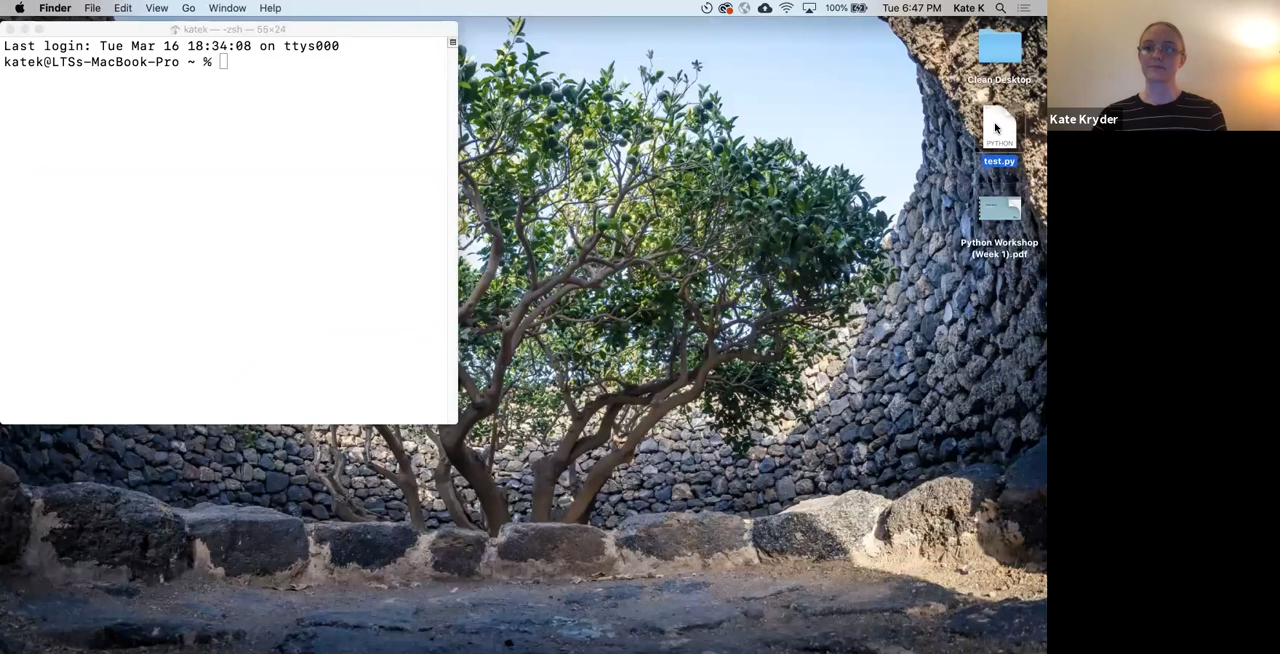 Finder File Edit View Go Window Help 100% Tue 6:47 PM Kate K
katek — -zsh — 55×24
Last login: Tue Mar 16 18:34:08 on ttys000
katek@LTSs-MacBook-Pro ~ %
Clean Desktop
PYTHON
test.py
Python Workshop
(Week 1).pdf
Kate Kryder